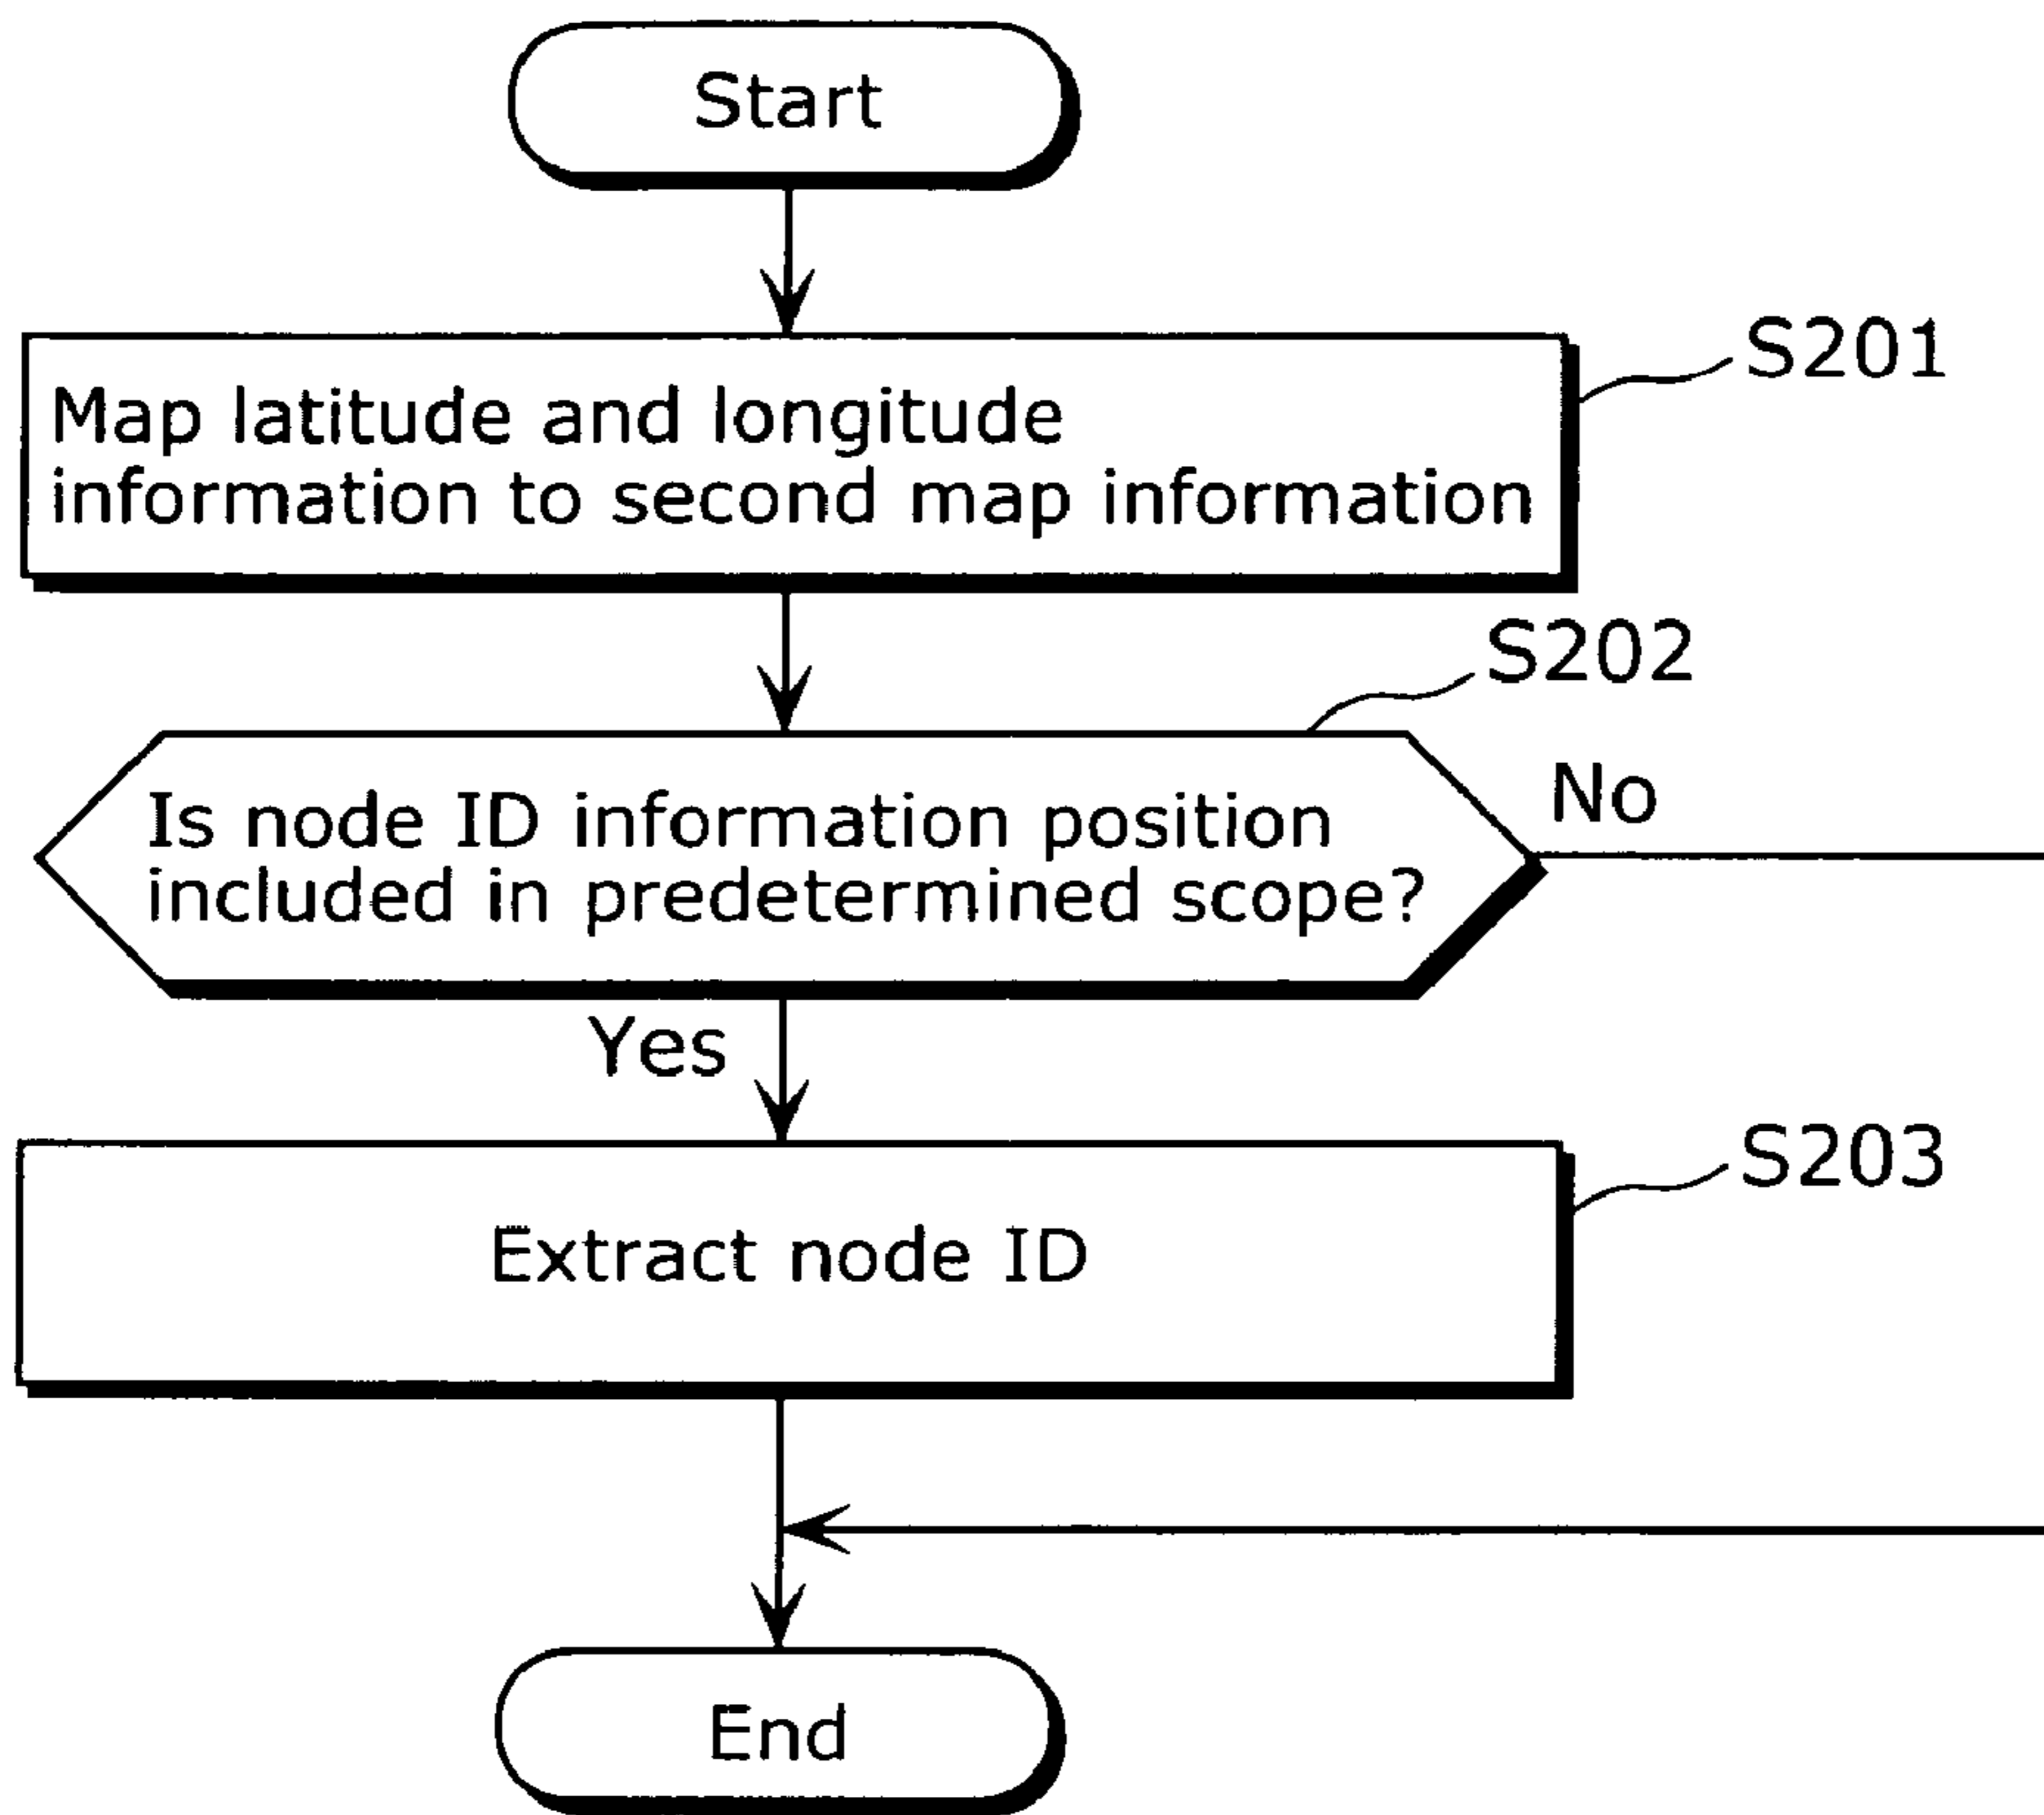 Start
S201
Map latitude and longitude
information to second map information
S202
No
Is node ID information position
included in predetermined scope?
Yes
S203
Extract node ID
End